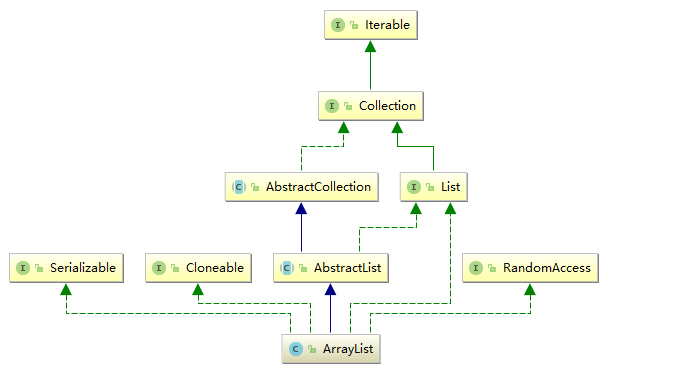 I Iterable
I Collection
C AbstractCollection
I List
I Serializable
I Cloneable
C AbstractList
I RandomAccess
C ArrayList